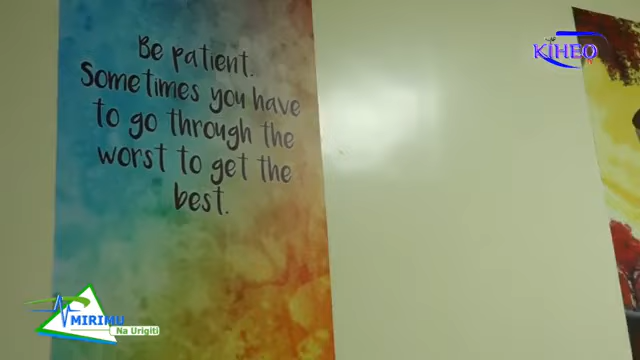 Be patient.
Sometimes you have
to go through the
worst to get the
best.
KIHEO
MIRIMU
Na Urigiti